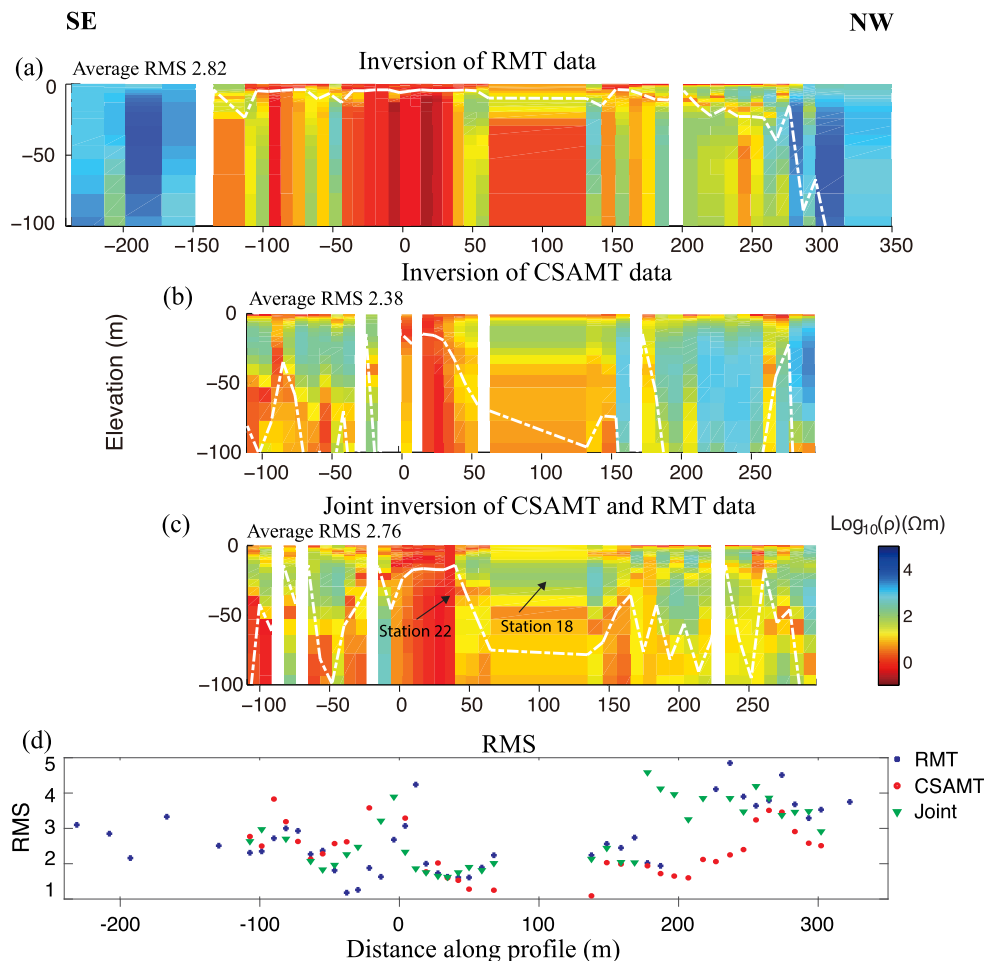 SE NW
Inversion of RMT data
(a) Average RMS 2.82
0
−50
−100
−200 −150 −100 −50 0 50 100 150 200 250 300 350
Inversion of CSAMT data
(b) Average RMS 2.38
0
−50
−100
−100 −50 0 50 100 150 200 250
Elevation (m)
Joint inversion of CSAMT and RMT data
(c) Average RMS 2.76
0
−50
−100
Station 22
Station 18
−100 −50 0 50 100 150 200 250
Log10(ρ)(Ωm)
4
2
0
(d) RMS
5
4
3
2
1
RMS
RMT
CSAMT
Joint
-200 -100 0 100 200 300
Distance along profile (m)